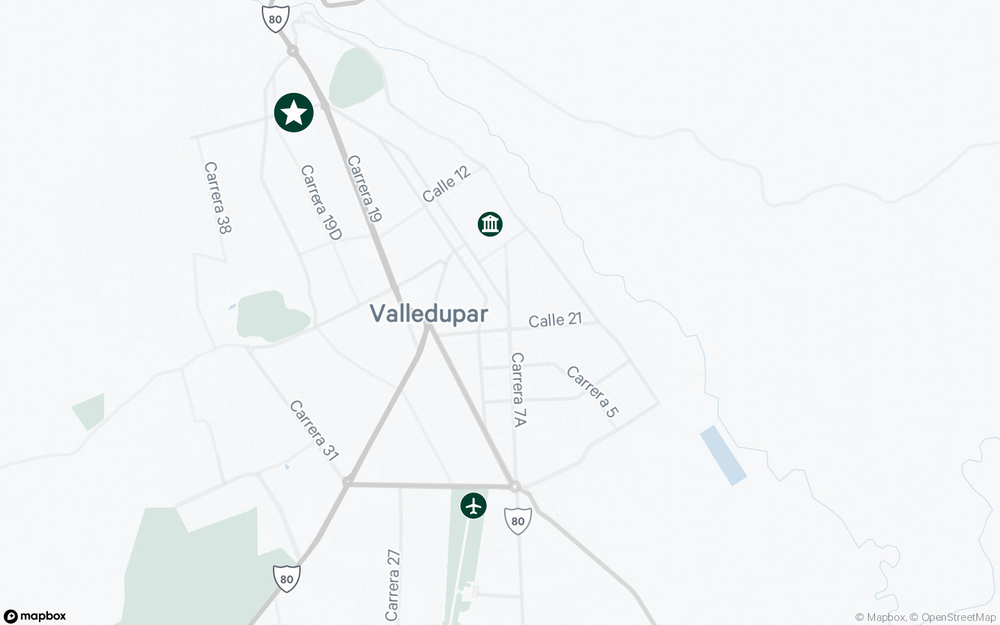 80
Carrera 19
Calle 12
Carrera 38
Carrera 19D
Valledupar
Calle 21
Carrera 7A
Carrera 5
Carrera 31
80
Carrera 27
80
mapbox
© Mapbox, © OpenStreetMap